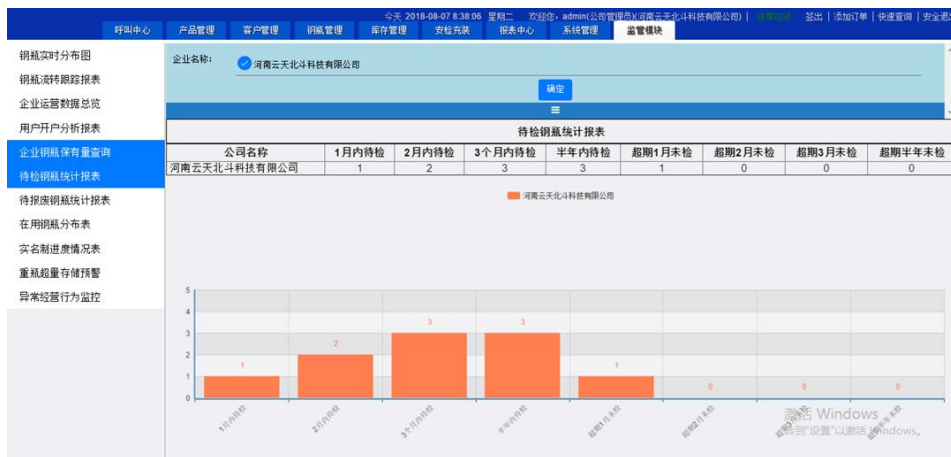 今天 2018-08-07 8:38:06 星期二 欢迎您，admin(公司管理员)(河南云天北斗科技有限公司) | 签出 | 添加订单 | 快速查询 | 安全退
呼叫中心 产品管理 客户管理 钢瓶管理 库存管理 安检充装 报表中心 系统管理 监管模块
钢瓶实时分布图
钢瓶流转跟踪报表
企业运营数据总览
用户开户分析报表
企业钢瓶保有量查询
待检钢瓶统计报表
待报废钢瓶统计报表
在用钢瓶分布表
实名制进度情况表
重瓶超量存储预警
异常经营行为监控
企业名称： 河南云天北斗科技有限公司
确定
待检钢瓶统计报表
公司名称 1月内待检 2月内待检 3个月内待检 半年内待检 超期1月未检 超期2月未检 超期3月未检 超期半年未检
河南云天北斗科技有限公司 1 2 3 3 1 0 0 0
河南云天北斗科技有限公司
5
4
3
2
1
0
1 2 3 3 1 0 0 0
1月内待检 2月内待检 3个月内待检 半年内待检 超期1月未检 超期2月未检 超期3月未检 超期半年未检
激活 Windows
转到"设置"以激活 Windows。